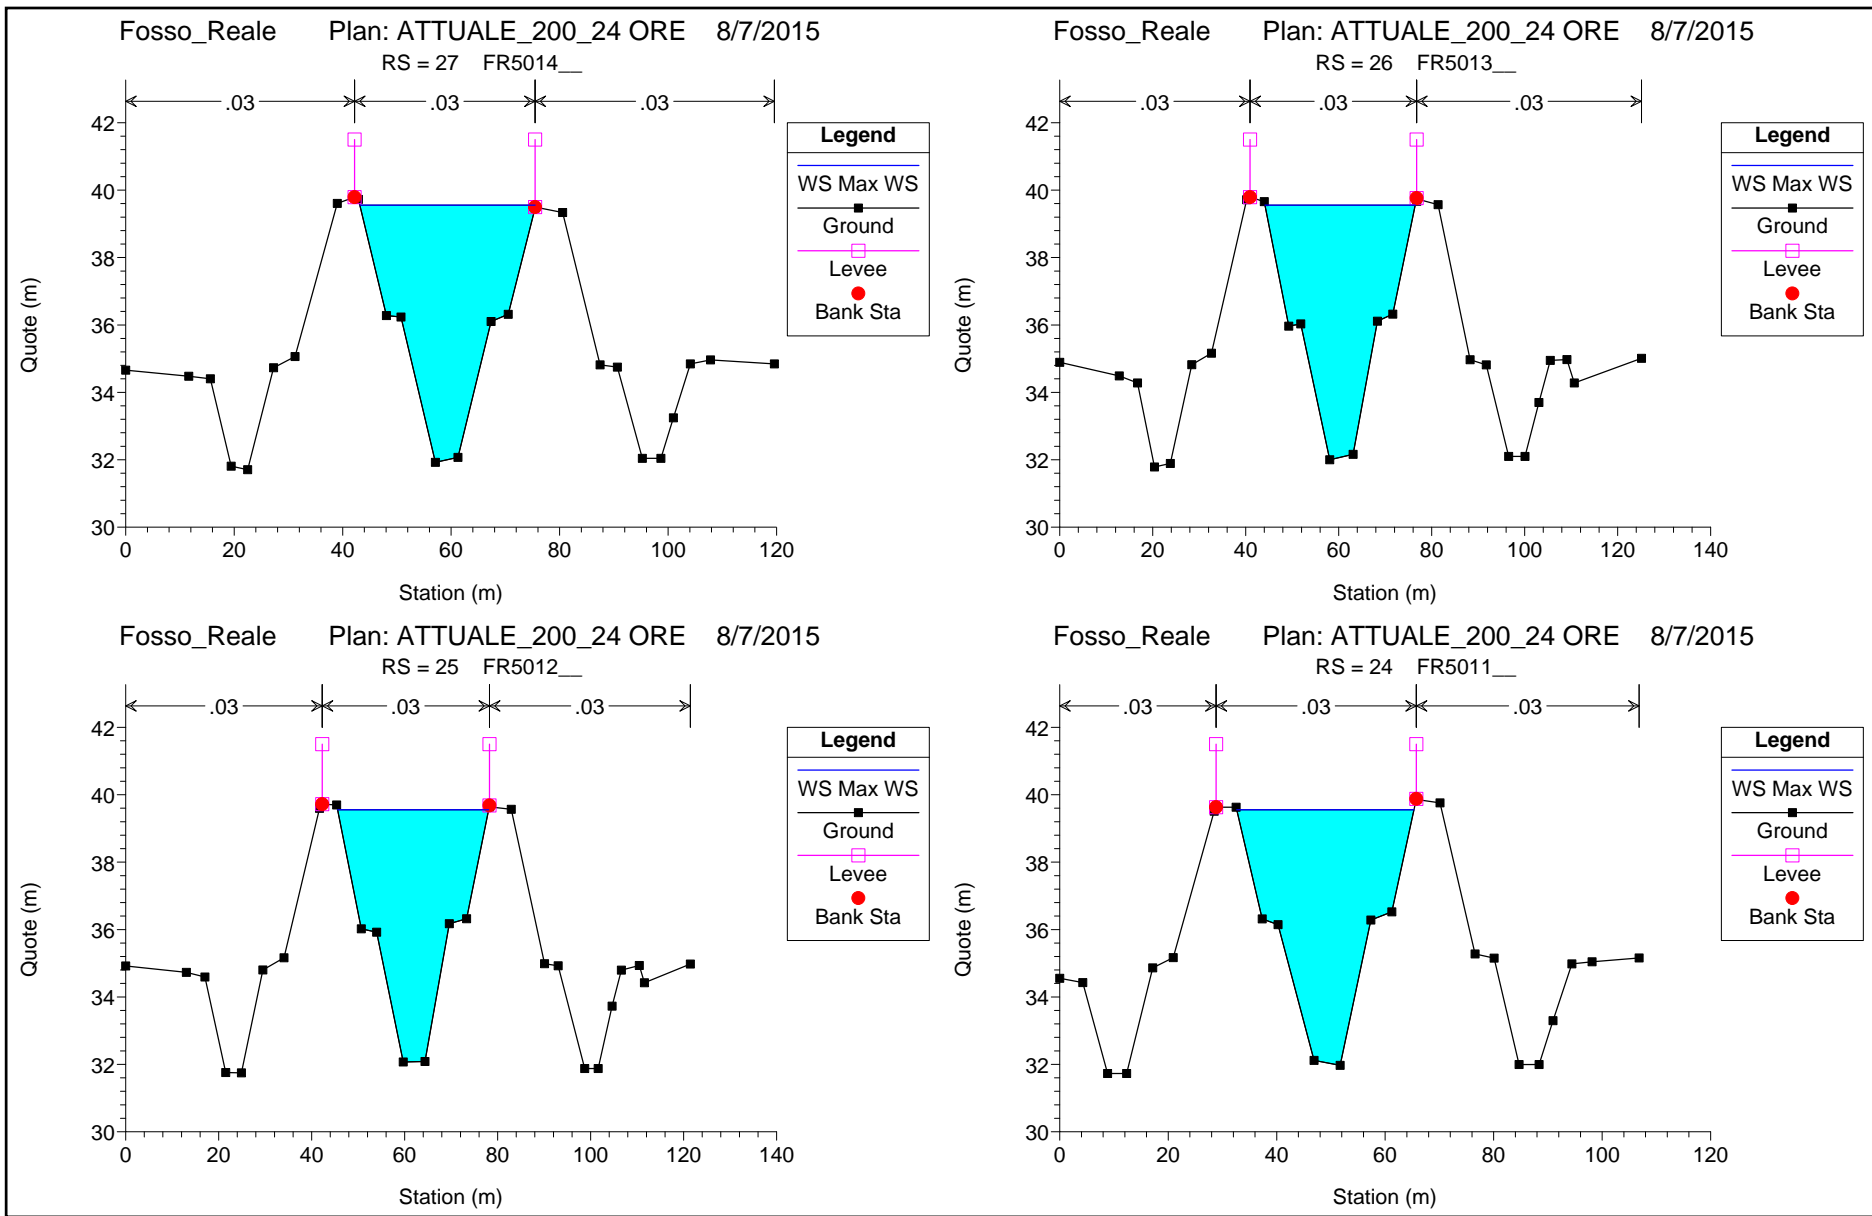 Fosso_Reale Plan: ATTUALE_200_24 ORE 8/7/2015
RS = 27 FR5014__
.03 .03 .03
42
40
38
36
34
32
30
0 20 40 60 80 100 120
Quote (m)
Station (m)
Legend
WS Max WS
Ground
Levee
Bank Sta
Fosso_Reale Plan: ATTUALE_200_24 ORE 8/7/2015
RS = 26 FR5013__
.03 .03 .03
42
40
38
36
34
32
30
0 20 40 60 80 100 120 140
Quote (m)
Station (m)
Legend
WS Max WS
Ground
Levee
Bank Sta
Fosso_Reale Plan: ATTUALE_200_24 ORE 8/7/2015
RS = 25 FR5012__
.03 .03 .03
42
40
38
36
34
32
30
0 20 40 60 80 100 120 140
Quote (m)
Station (m)
Legend
WS Max WS
Ground
Levee
Bank Sta
Fosso_Reale Plan: ATTUALE_200_24 ORE 8/7/2015
RS = 24 FR5011__
.03 .03 .03
42
40
38
36
34
32
30
0 20 40 60 80 100 120
Quote (m)
Station (m)
Legend
WS Max WS
Ground
Levee
Bank Sta